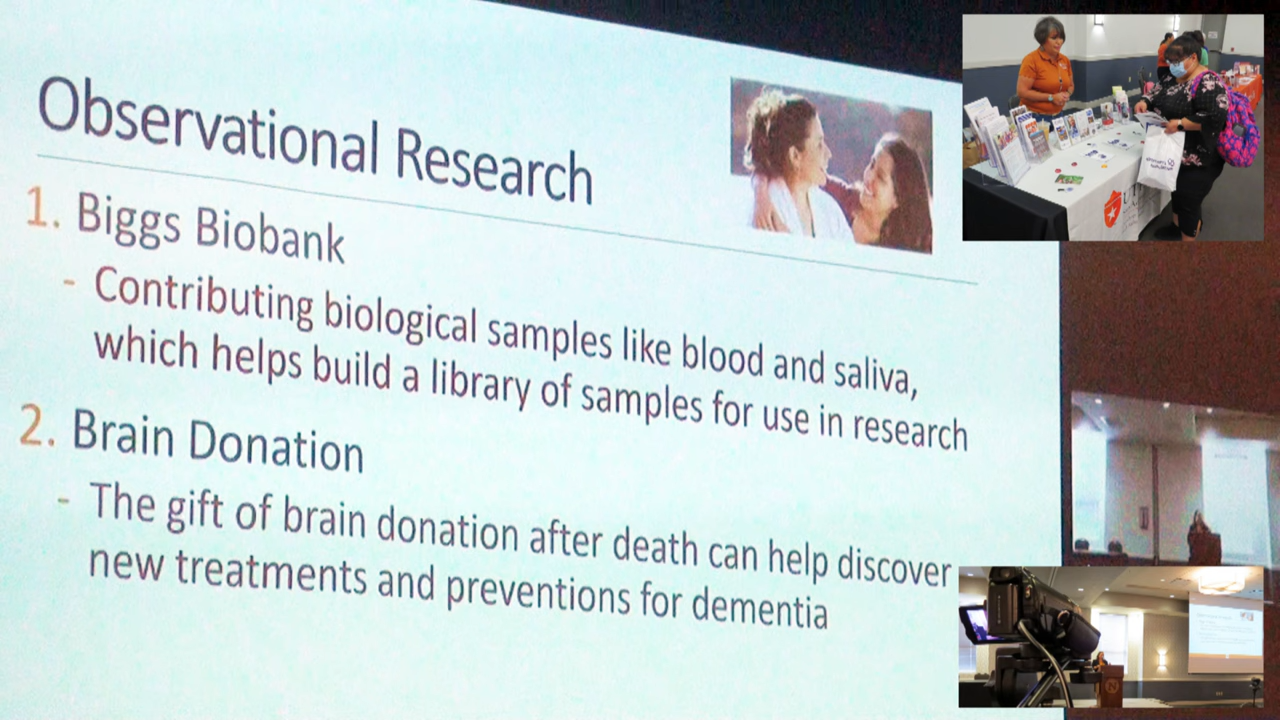 Observational Research
1. Biggs Biobank
- Contributing biological samples like blood and saliva,
which helps build a library of samples for use in research
2. Brain Donation
- The gift of brain donation after death can help discover
new treatments and preventions for dementia